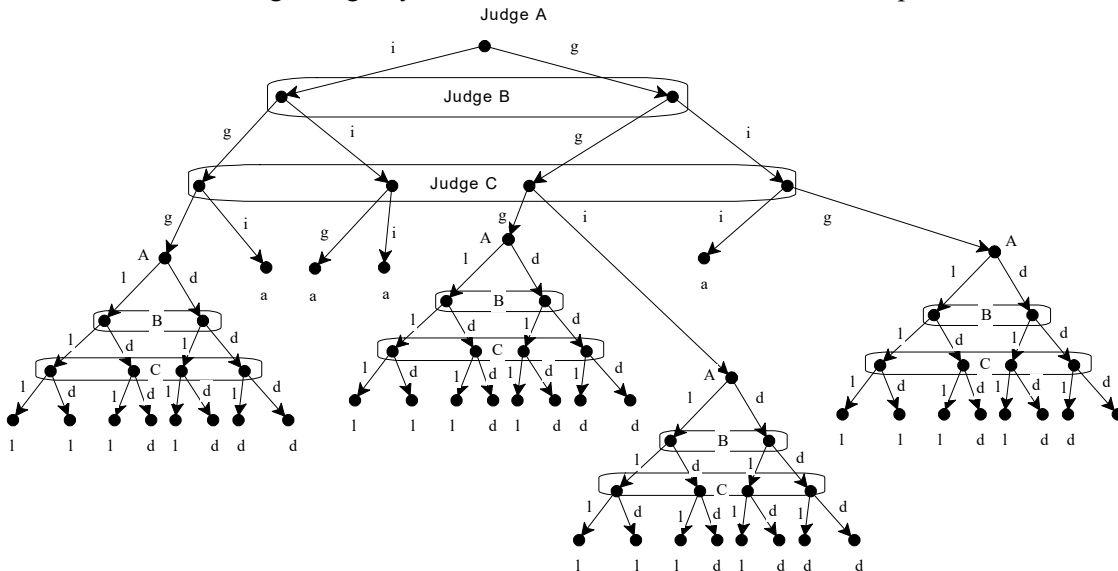 Judge A
i g
Judge B
g i g i
Judge C
g i g i i g
g i
A A A
l d l d l d
a a a a
B B B
l d l d l d l d l d l d
C C C
l d l d l d l d l d l d l d l d l d l d l d l d
l l l d l d d l l l d l d d l l l d l d d
A
l d
B
l d l d
C
l d l d l d l d
l l l d l d d